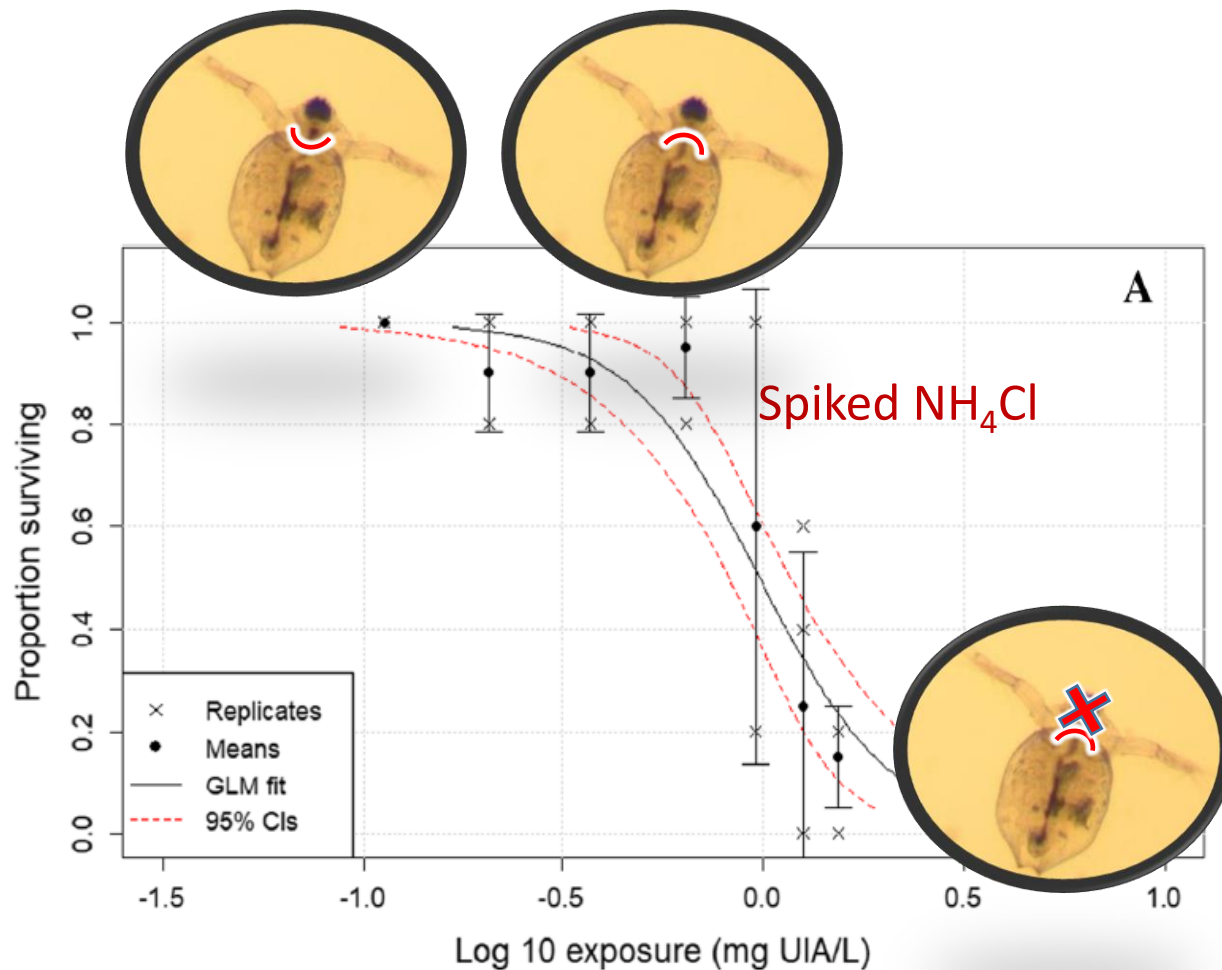 A
Spiked NH₄Cl
Proportion surviving
1.0
0.8
0.6
0.4
0.2
0.0
Replicates
Means
GLM fit
95% CIs
-1.5
-1.0
-0.5
0.0
0.5
1.0
Log 10 exposure (mg UIA/L)